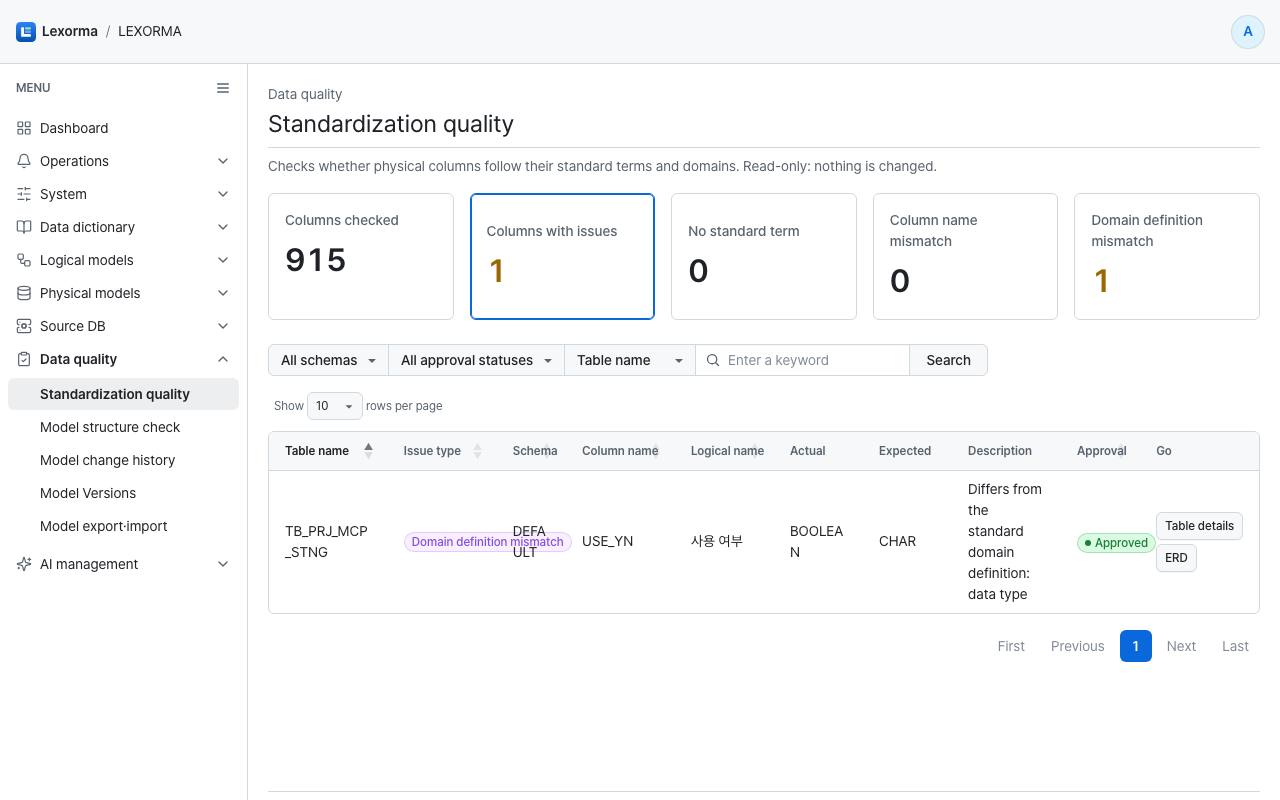 Lexorma / LEXORMA
A
MENU
Dashboard
Operations
System
Data dictionary
Logical models
Physical models
Source DB
Data quality
Standardization quality
Model structure check
Model change history
Model Versions
Model export·import
AI management
Data quality
Standardization quality
Checks whether physical columns follow their standard terms and domains. Read-only: nothing is changed.
Columns checked
915
Columns with issues
1
No standard term
0
Column name
mismatch
0
Domain definition
mismatch
1
All schemas
All approval statuses
Table name
Enter a keyword
Search
Show 10 rows per page
Table name Issue type Schema Column name Logical name Actual Expected Description Approval Go
TB_PRJ_MCP
_STNG
Domain definition mismatch
DEFA
ULT
USE_YN
사용 여부
BOOLEA
N
CHAR
Differs from
the
standard
domain
definition:
data type
Approved
Table details
ERD
First Previous 1 Next Last